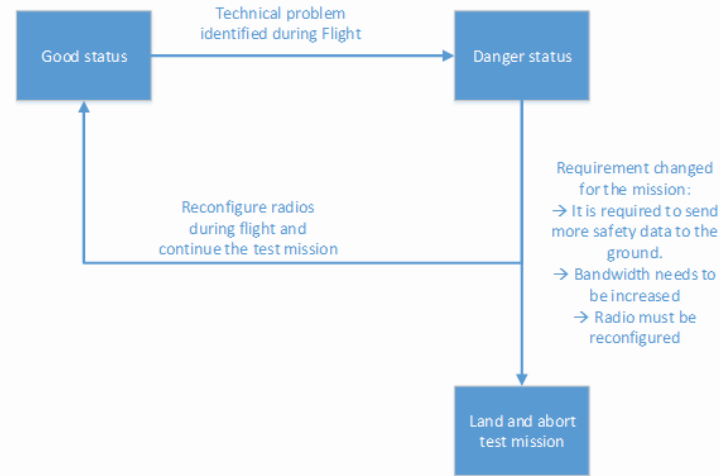 Technical problem
identified during Flight
Good status
Danger status
Requirement changed
for the mission:
→ It is required to send
more safety data to the
ground.
→ Bandwidth needs to
be increased
→ Radio must be
reconfigured
Reconfigure radios
during flight and
continue the test mission
Land and abort
test mission